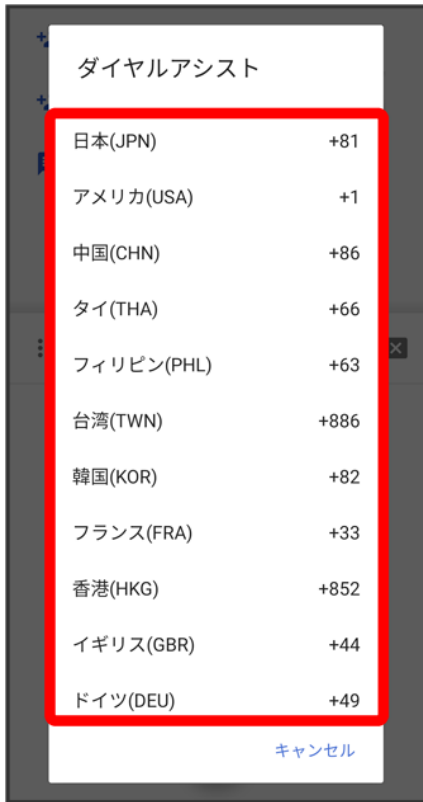 ダイヤルアシスト
日本(JPN) +81
アメリカ(USA) +1
中国(CHN) +86
タイ(THA) +66
フィリピン(PHL) +63
台湾(TWN) +886
韓国(KOR) +82
フランス(FRA) +33
香港(HKG) +852
イギリス(GBR) +44
ドイツ(DEU) +49
キャンセル